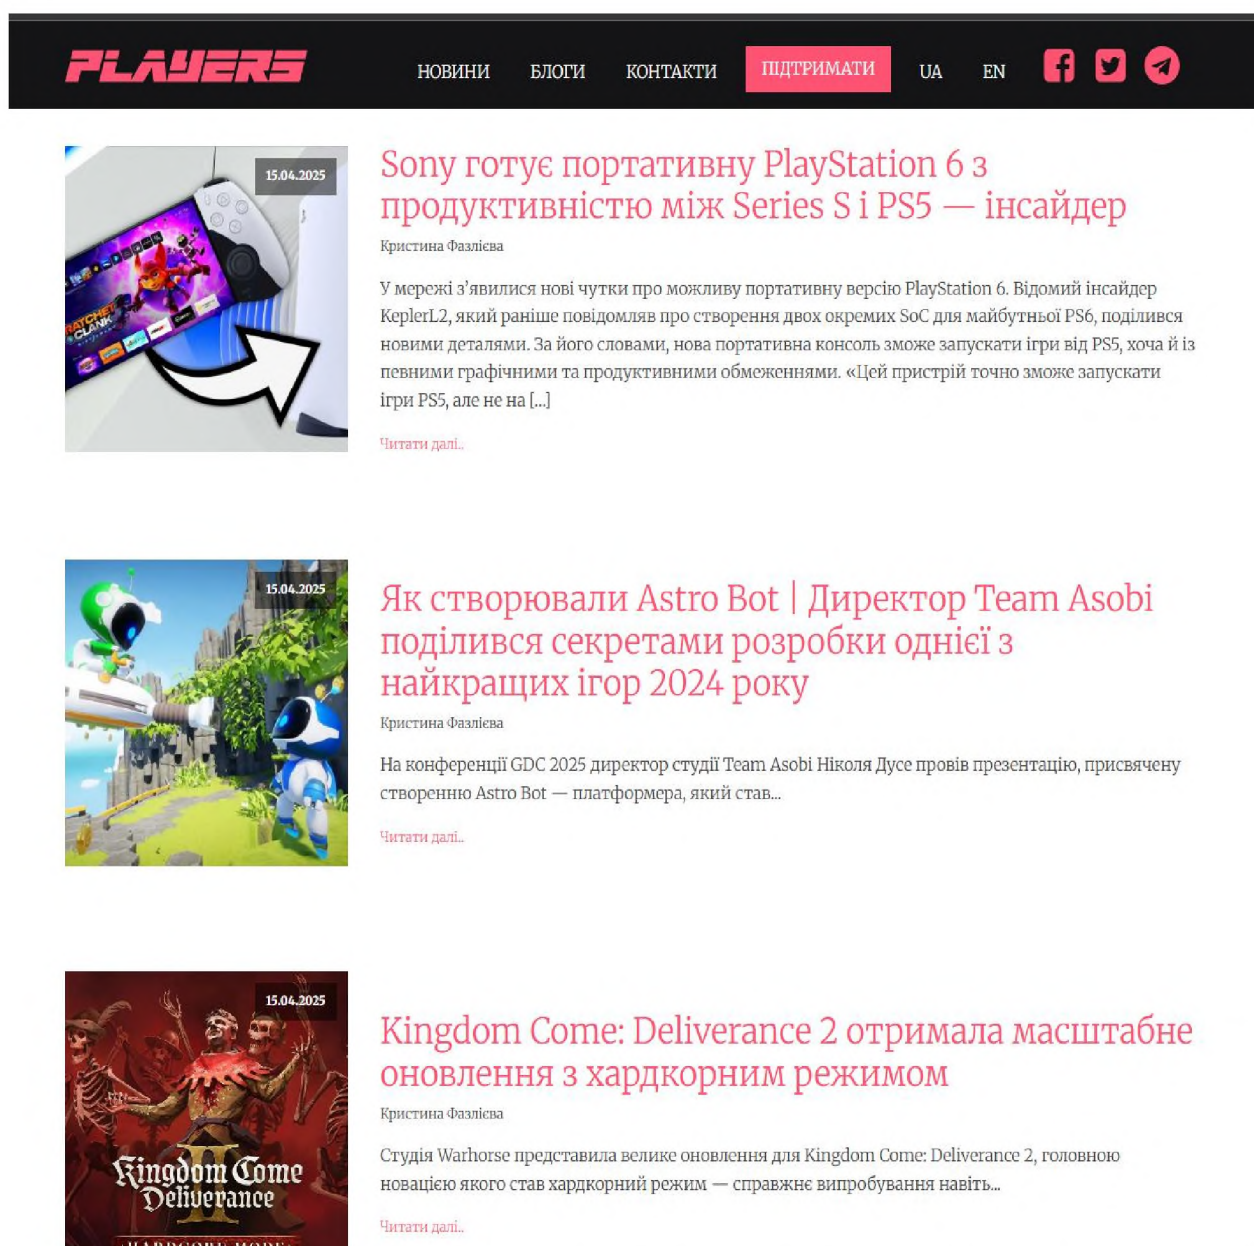 PLAYERS
НОВИНИ БЛОГИ КОНТАКТИ ПІДТРИМАТИ UA EN
15.04.2025
Sony готує портативну PlayStation 6 з
продуктивністю між Series S і PS5 — інсайдер
Кристина Фазлієва
У мережі з’явилися нові чутки про можливу портативну версію PlayStation 6. Відомий інсайдер
KeplerL2, який раніше повідомляв про створення двох окремих SoC для майбутньої PS6, поділився
новими деталями. За його словами, нова портативна консоль зможе запускати ігри від PS5, хоча й із
певними графічними та продуктивними обмеженнями. «Цей пристрій точно зможе запускати
ігри PS5, але не на [...]
Читати далі..
RATCHET
CLANK
15.04.2025
Як створювали Astro Bot | Директор Team Asobi
поділився секретами розробки однієї з
найкращих ігор 2024 року
Кристина Фазлієва
На конференції GDC 2025 директор студії Team Asobi Ніколя Дусе провів презентацію, присвячену
створенню Astro Bot — платформера, який став...
Читати далі..
15.04.2025
Kingdom Come
Deliverance
II
HARDCORE MODE
Kingdom Come: Deliverance 2 отримала масштабне
оновлення з хардкорним режимом
Кристина Фазлієва
Студія Warhorse представила велике оновлення для Kingdom Come: Deliverance 2, головною
новацією якого став хардкорний режим — справжнє випробування навіть...
Читати далі..